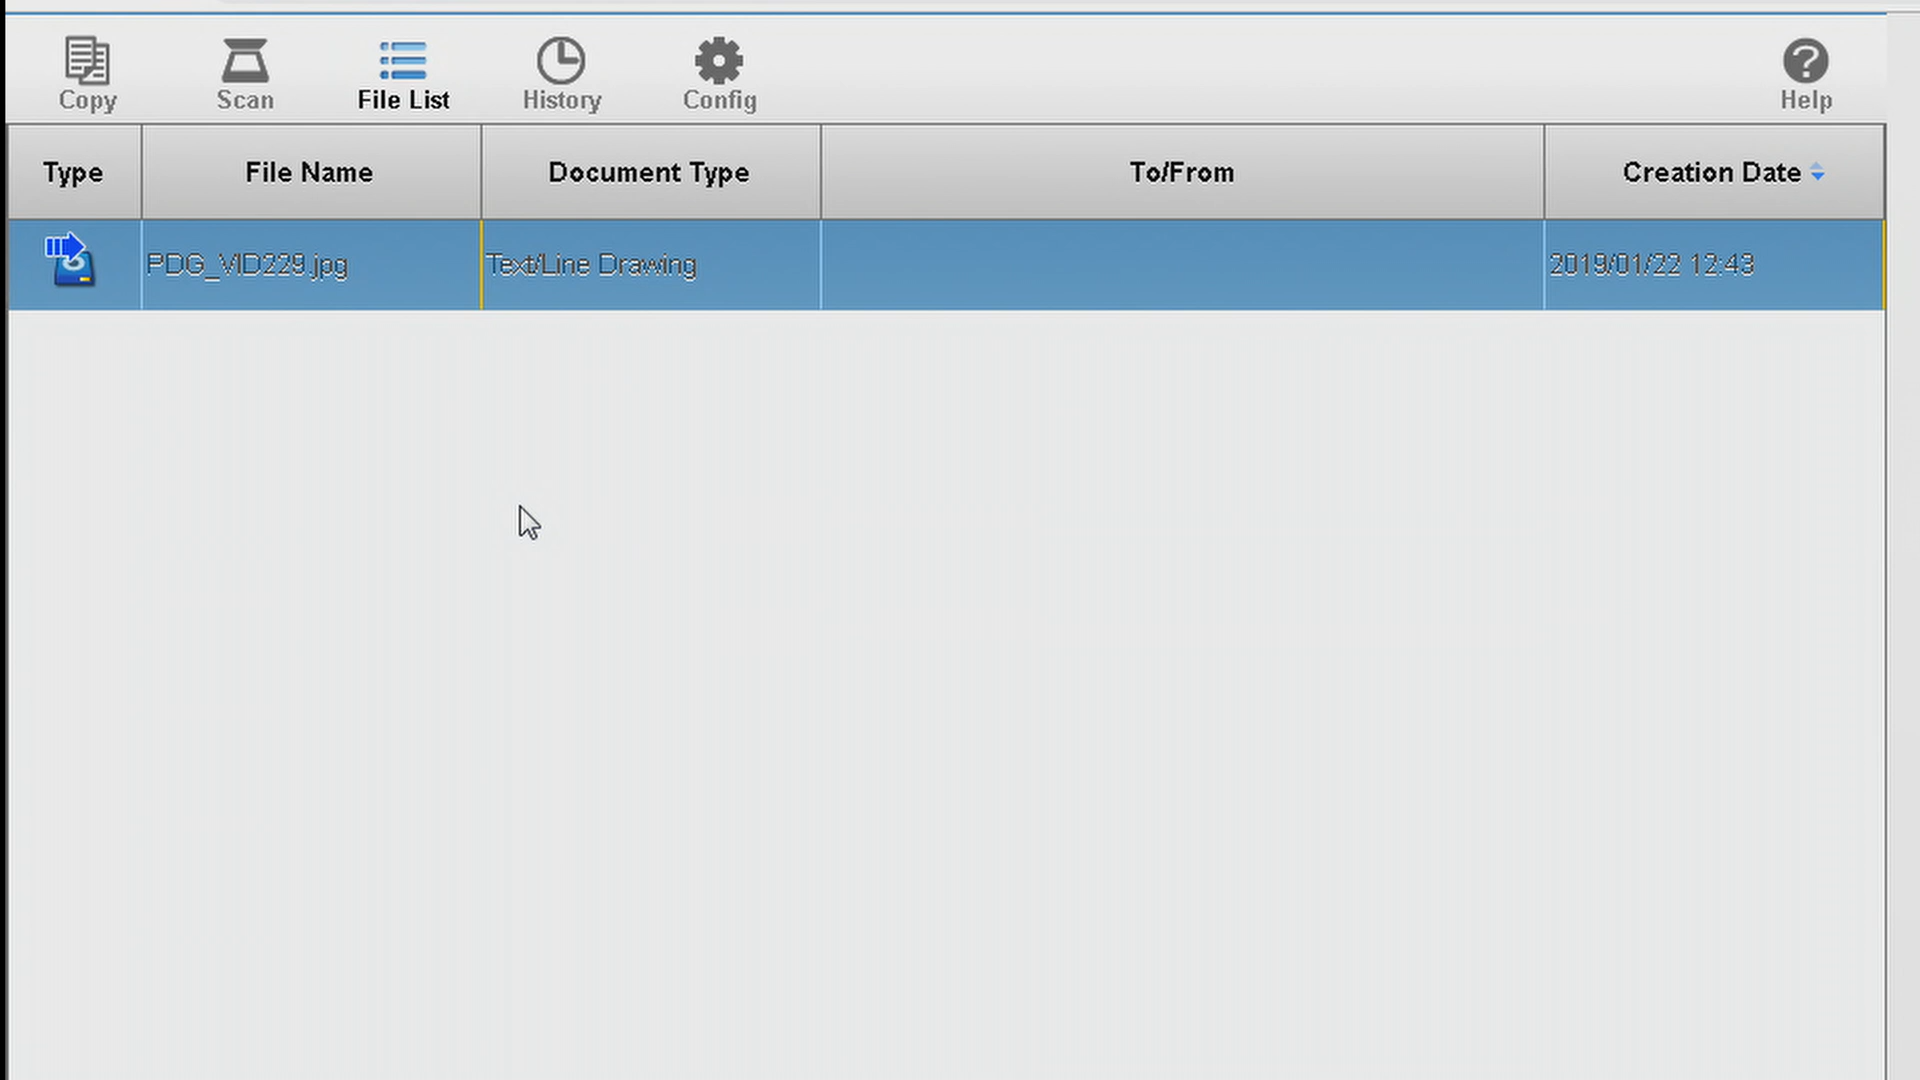 Copy Scan File List History Config Help
Type File Name Document Type To/From Creation Date
PDG_VID229.jpg Text/Line Drawing 2019/01/22 12:43